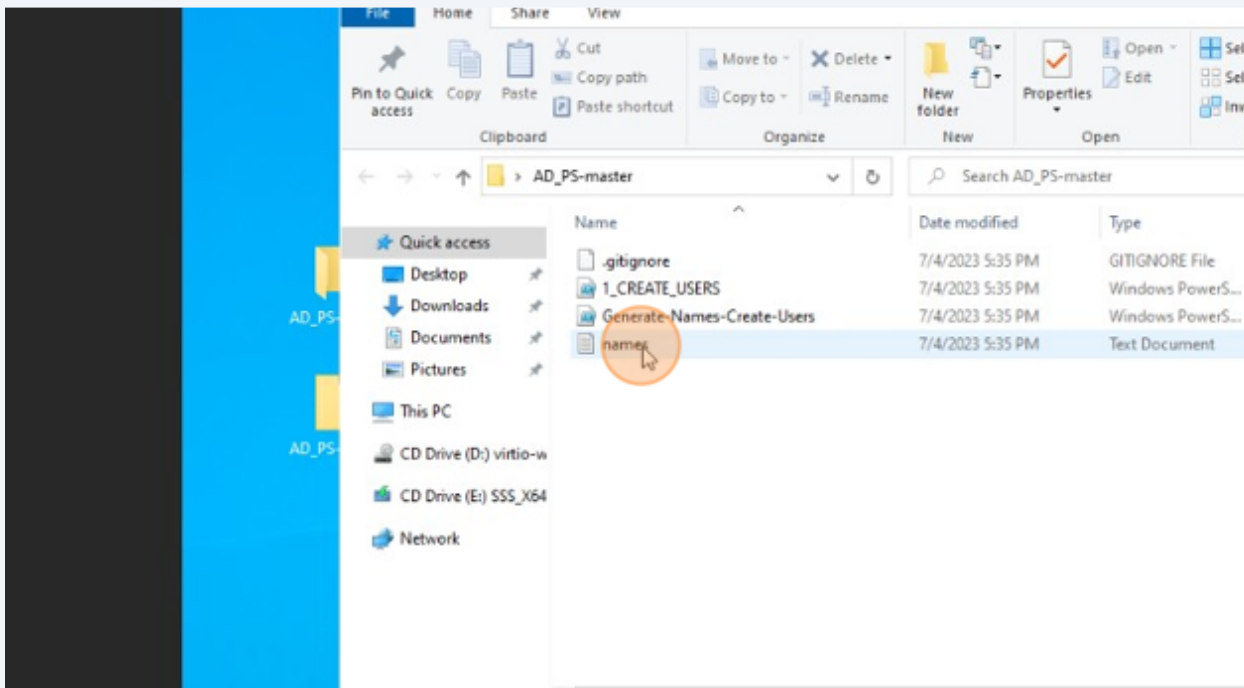 File Home Share View
Cut
Copy path
Paste shortcut
Pin to Quick access
Copy
Paste
Clipboard
Move to
Copy to
Delete
Rename
Organize
New folder
New
Properties
Open
Edit
Open
Sel
Sel
Inv
AD_PS-master
Search AD_PS-master
Name Date modified Type
Quick access
Desktop
Downloads
Documents
Pictures
This PC
CD Drive (D:) virtio-w
CD Drive (E:) SSS_X64
Network
.gitignore 7/4/2023 5:35 PM GITIGNORE File
1_CREATE_USERS 7/4/2023 5:35 PM Windows PowerS...
Generate-Names-Create-Users 7/4/2023 5:35 PM Windows PowerS...
names 7/4/2023 5:35 PM Text Document
AD_PS-
AD_PS-